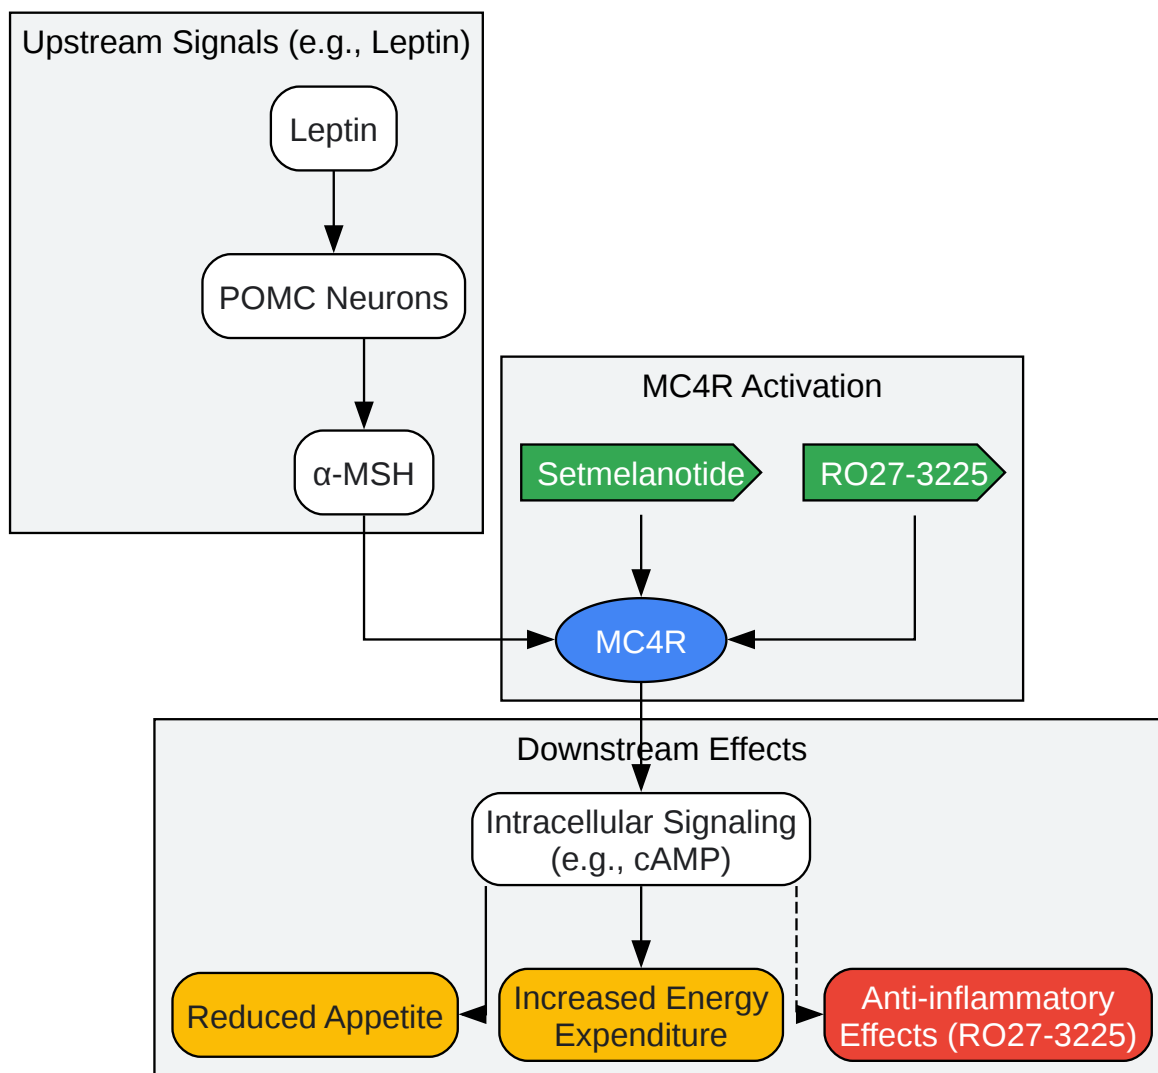 Upstream Signals (e.g., Leptin)
Leptin
POMC Neurons
α-MSH
MC4R Activation
Setmelanotide
RO27-3225
MC4R
Downstream Effects
Intracellular Signaling
(e.g., cAMP)
Reduced Appetite
Increased Energy
Expenditure
Anti-inflammatory
Effects (RO27-3225)